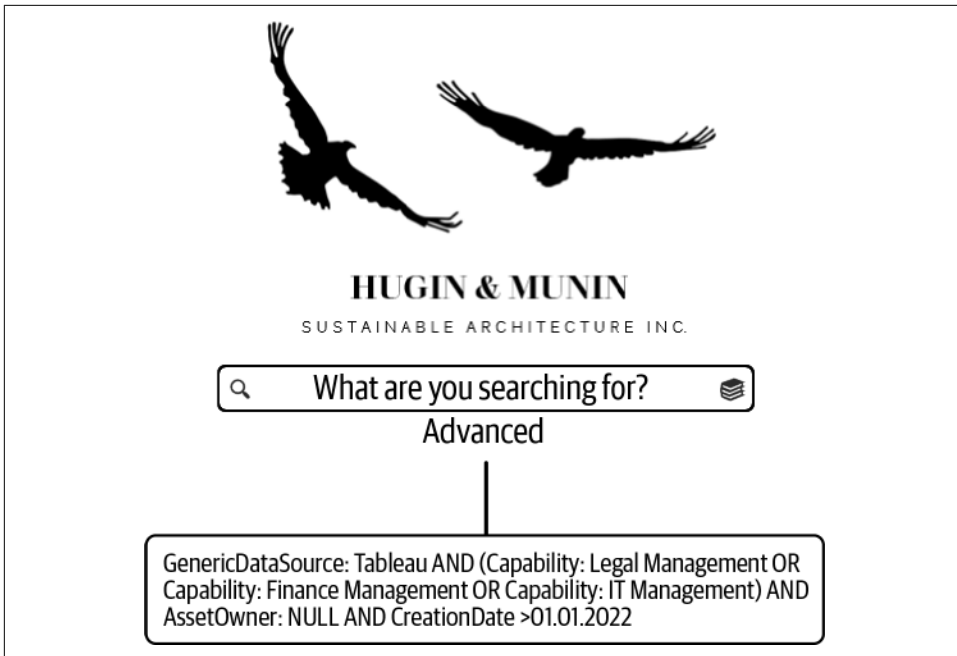 HUGIN & MUNIN
SUSTAINABLE ARCHITECTURE INC.
What are you searching for?
Advanced
GenericDataSource: Tableau AND (Capability: Legal Management OR
Capability: Finance Management OR Capability: IT Management) AND
AssetOwner: NULL AND CreationDate >01.01.2022